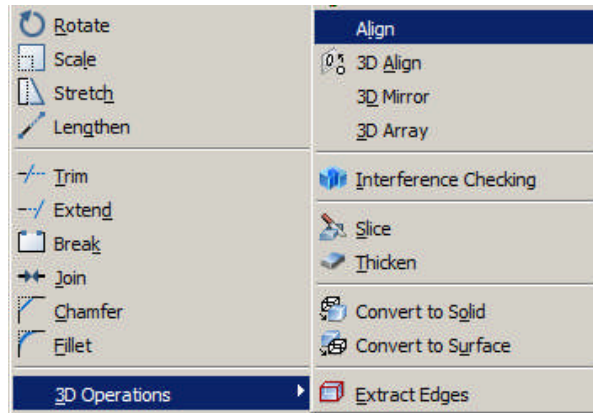 Rotate
Scale
Stretch
Lengthen
Trim
Extend
Break
Join
Chamfer
Fillet
3D Operations
Align
3D Align
3D Mirror
3D Array
Interference Checking
Slice
Thicken
Convert to Solid
Convert to Surface
Extract Edges